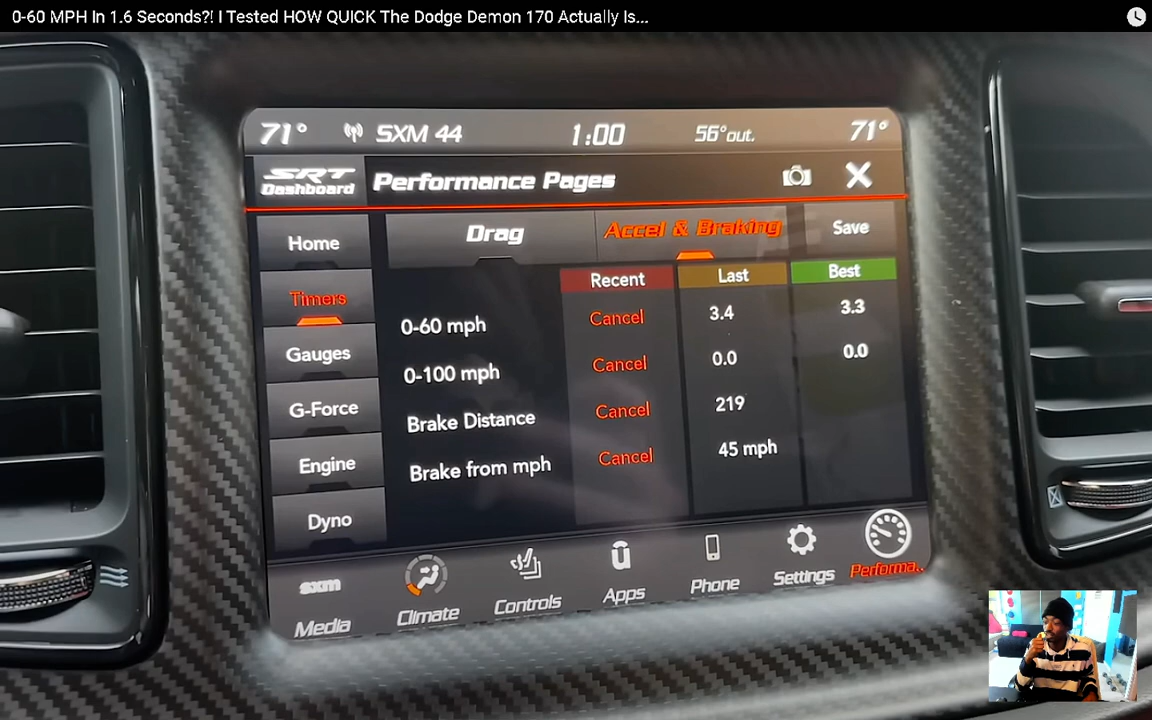 0-60 MPH In 1.6 Seconds?! I Tested HOW QUICK The Dodge Demon 170 Actually Is...
71° SXM 44 1:00 56°out. 71°
SRT Dashboard Performance Pages
Home Drag Accel & Braking Save
Recent Last Best
Timers
0-60 mph Cancel 3.4 3.3
Gauges
0-100 mph Cancel 0.0 0.0
G-Force
Brake Distance Cancel 219
Engine
Brake from mph Cancel 45 mph
Dyno
sxm
Media Climate Controls Apps Phone Settings Performa..